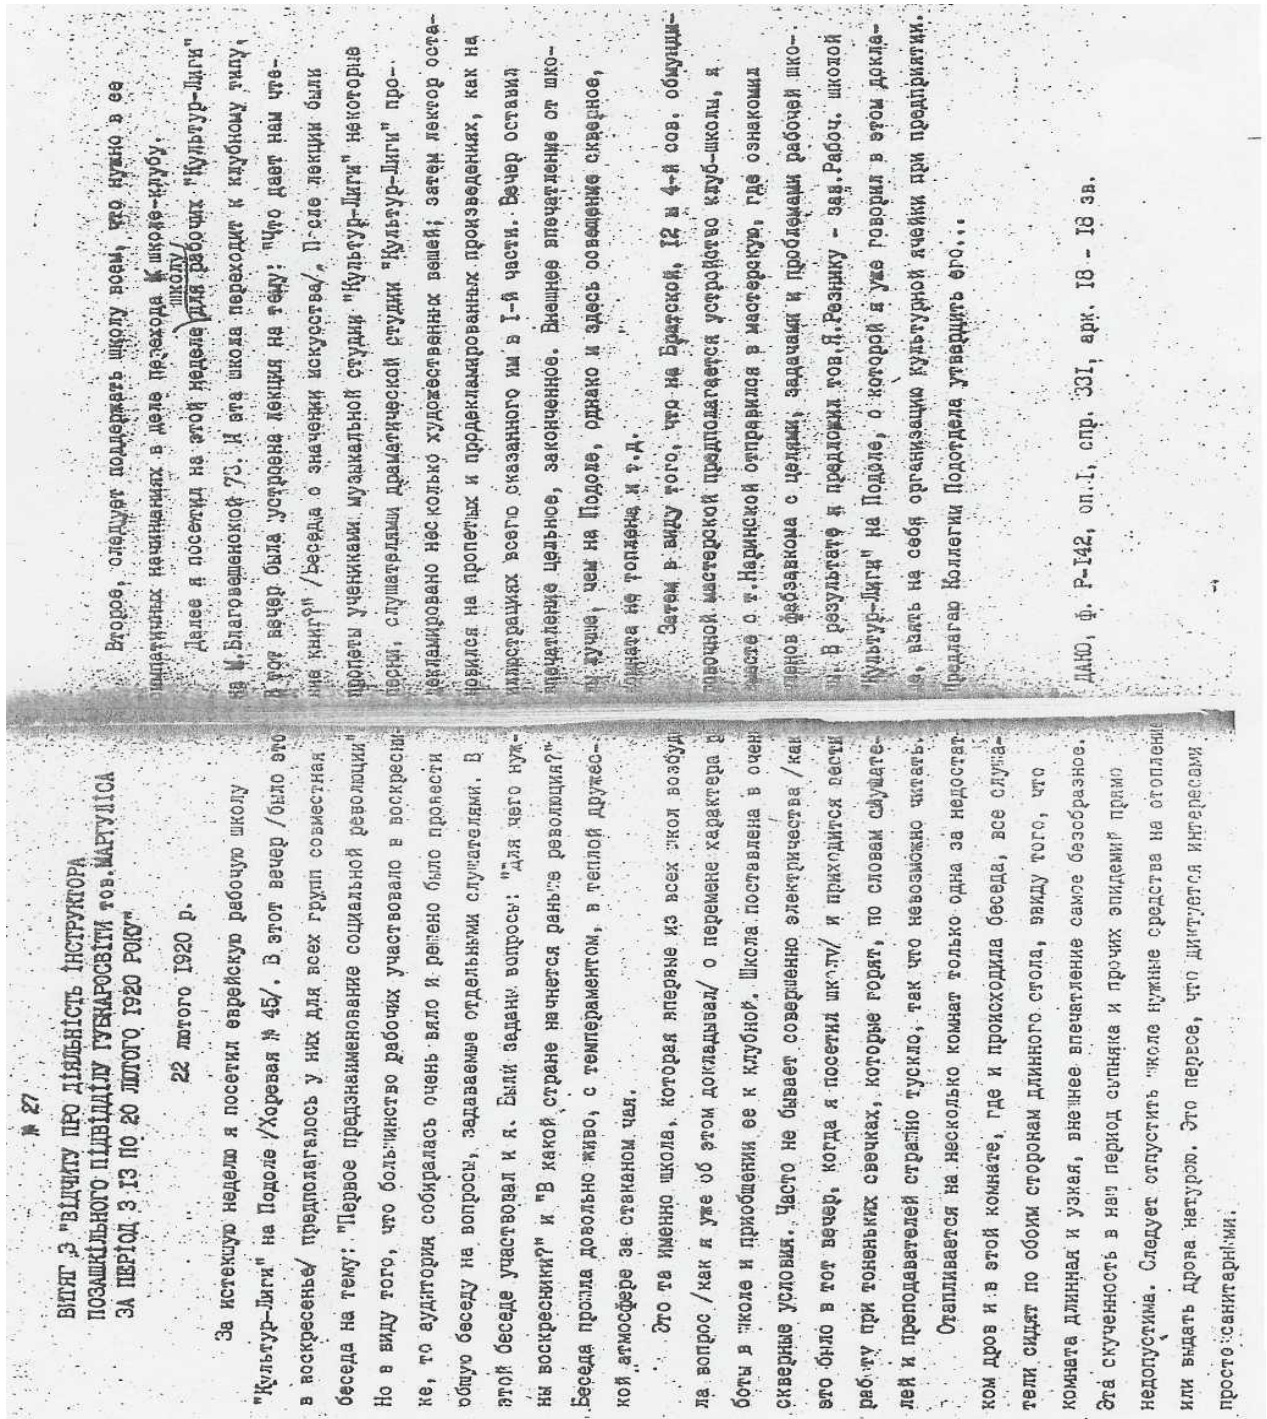 № 27
ВИТЯГ З "ВІДЧИТУ ПРО ДІЯЛЬНІСТЬ ІНСТРУКТОРА
ПОЗАШКІЛЬНОГО ПІДВІДДІЛУ ГУБНАРОСВІТИ тов.МАРГУЛІСА
ЗА ПЕРІОД З ІЗ ПО 20 ЛЮТОГО І920 РОКУ"
22 лютого І920 р.
За истекшую неделю я посетил еврейскую рабочую школу
"Культур-Лиги" на Подоле /Хоревая № 45/. В этот вечер /было это
в воскресенье/ предполагалось у них для всех групп совместная
беседа на тему: "Первое предзнаименование социальной революции"
Но в виду того, что большинство рабочих участвовало в воскресни
ке, то аудитория собиралась очень вяло и решено было провести
общую беседу на вопросы, задаваемые отдельными слушателями. В
этой беседе участвовал и я. Были заданы вопросы: "Для чего нуж-
ны воскресники?" и "В какой стране начнется раньше революция?"
Беседа прошла довольно живо, с темпераментом, в теплой дружес-
кой атмосфере за стаканом чая.
Это та именно школа, которая впервые из всех школ возбуди
ла вопрос /как я уже об этом докладывал/ о перемене характера р
боты в школе и приобщении ее к клубной. Школа поставлена в очен
скверные условия. Часто не бывает совершенно электричества /как
это было в тот вечер, когда я посетил школу/ и приходится вести
работу при тоненьких свечках, которые горят, по словам слушате-
лей и преподавателей страшно тускло, так что невозможно читать.
Отапливается на несколько комнат только одна за недостат
ком дров и в этой комнате, где и происходила беседа, все слуша-
тели сидят по обоим сторонам длинного стола, ввиду того, что
комната длинная и узкая, внешнее впечатление самое безобразное.
Эта скученность в наш период сыпняка и прочих эпидемий прямо
недопустима. Следует отпустить школе нужные средства на отопление
или выдать дрова натурою. Это первое, что диктуется интересами
просто санитарными.
Второе, следует поддержать школу всем, что нужно в ее
импатичных начинаниях в деле перехода к школе-клубу.
Далее я посетил на этой неделе /школу/ для рабочих "Культур-Лиги"
на М.Благовещенской 73. И эта школа переходит к клубному типу,
В тот вечер была устроена лекция на тему: "Что дает нам чте-
ние книг?" /беседа о значении искусства/. После лекции были
пропеты учениками музыкальной студии "Культур-Лиги" некоторые
песни, слушателями драматической студии "Культур-Лиги" про-
декламировано несколько художественных вещей; затем лектор оста-
новился на пропетых и продекламированных произведениях, как на
иллюстрациях всего сказанного им в І-й части. Вечер оставил
впечатление цельное, законченное. Внешнее впечатление от шко-
лы лучше, чем на Подоле, однако и здесь освещение скверное,
комната не топлена и т.д.
Затем в виду того, что на Братской, І2 в 4-й сов. обмунди-
ровочной мастерской предполагается устройство клуб-школы, я
вместе о т.Наринской отправился в мастерскую, где ознакомил
членов фабзавкома с целями, задачами и проблемами рабочей шко-
лы. В результате я предложил тов.Я.Резнику - зав.Рабоч. школой
"Культур-Лиги" на Подоле, о которой я уже говорил в этом докла-
де, взять на себя организацию культурной ячейки при предприятии.
Предлагар Коллегии Подотдела утвердить его...
ДАКО, ф. Р-І42, оп.І, спр. 33І, арк. І8 - І8 зв.